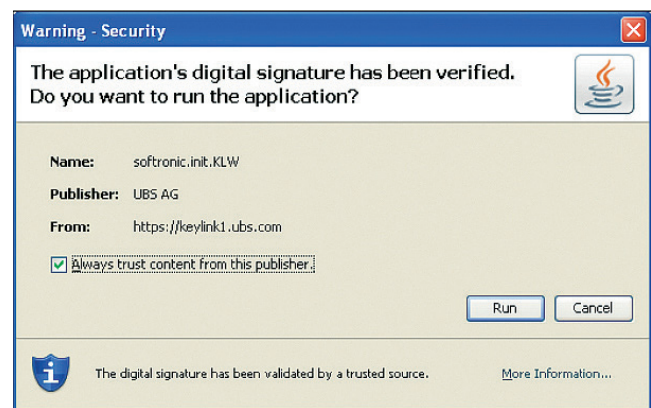 Warning - Security
The application's digital signature has been verified.
Do you want to run the application?
Name: softronic.init.KLW
Publisher: UBS AG
From: https://keylink1.ubs.com
Always trust content from this publisher.
Run Cancel
The digital signature has been validated by a trusted source. More Information...